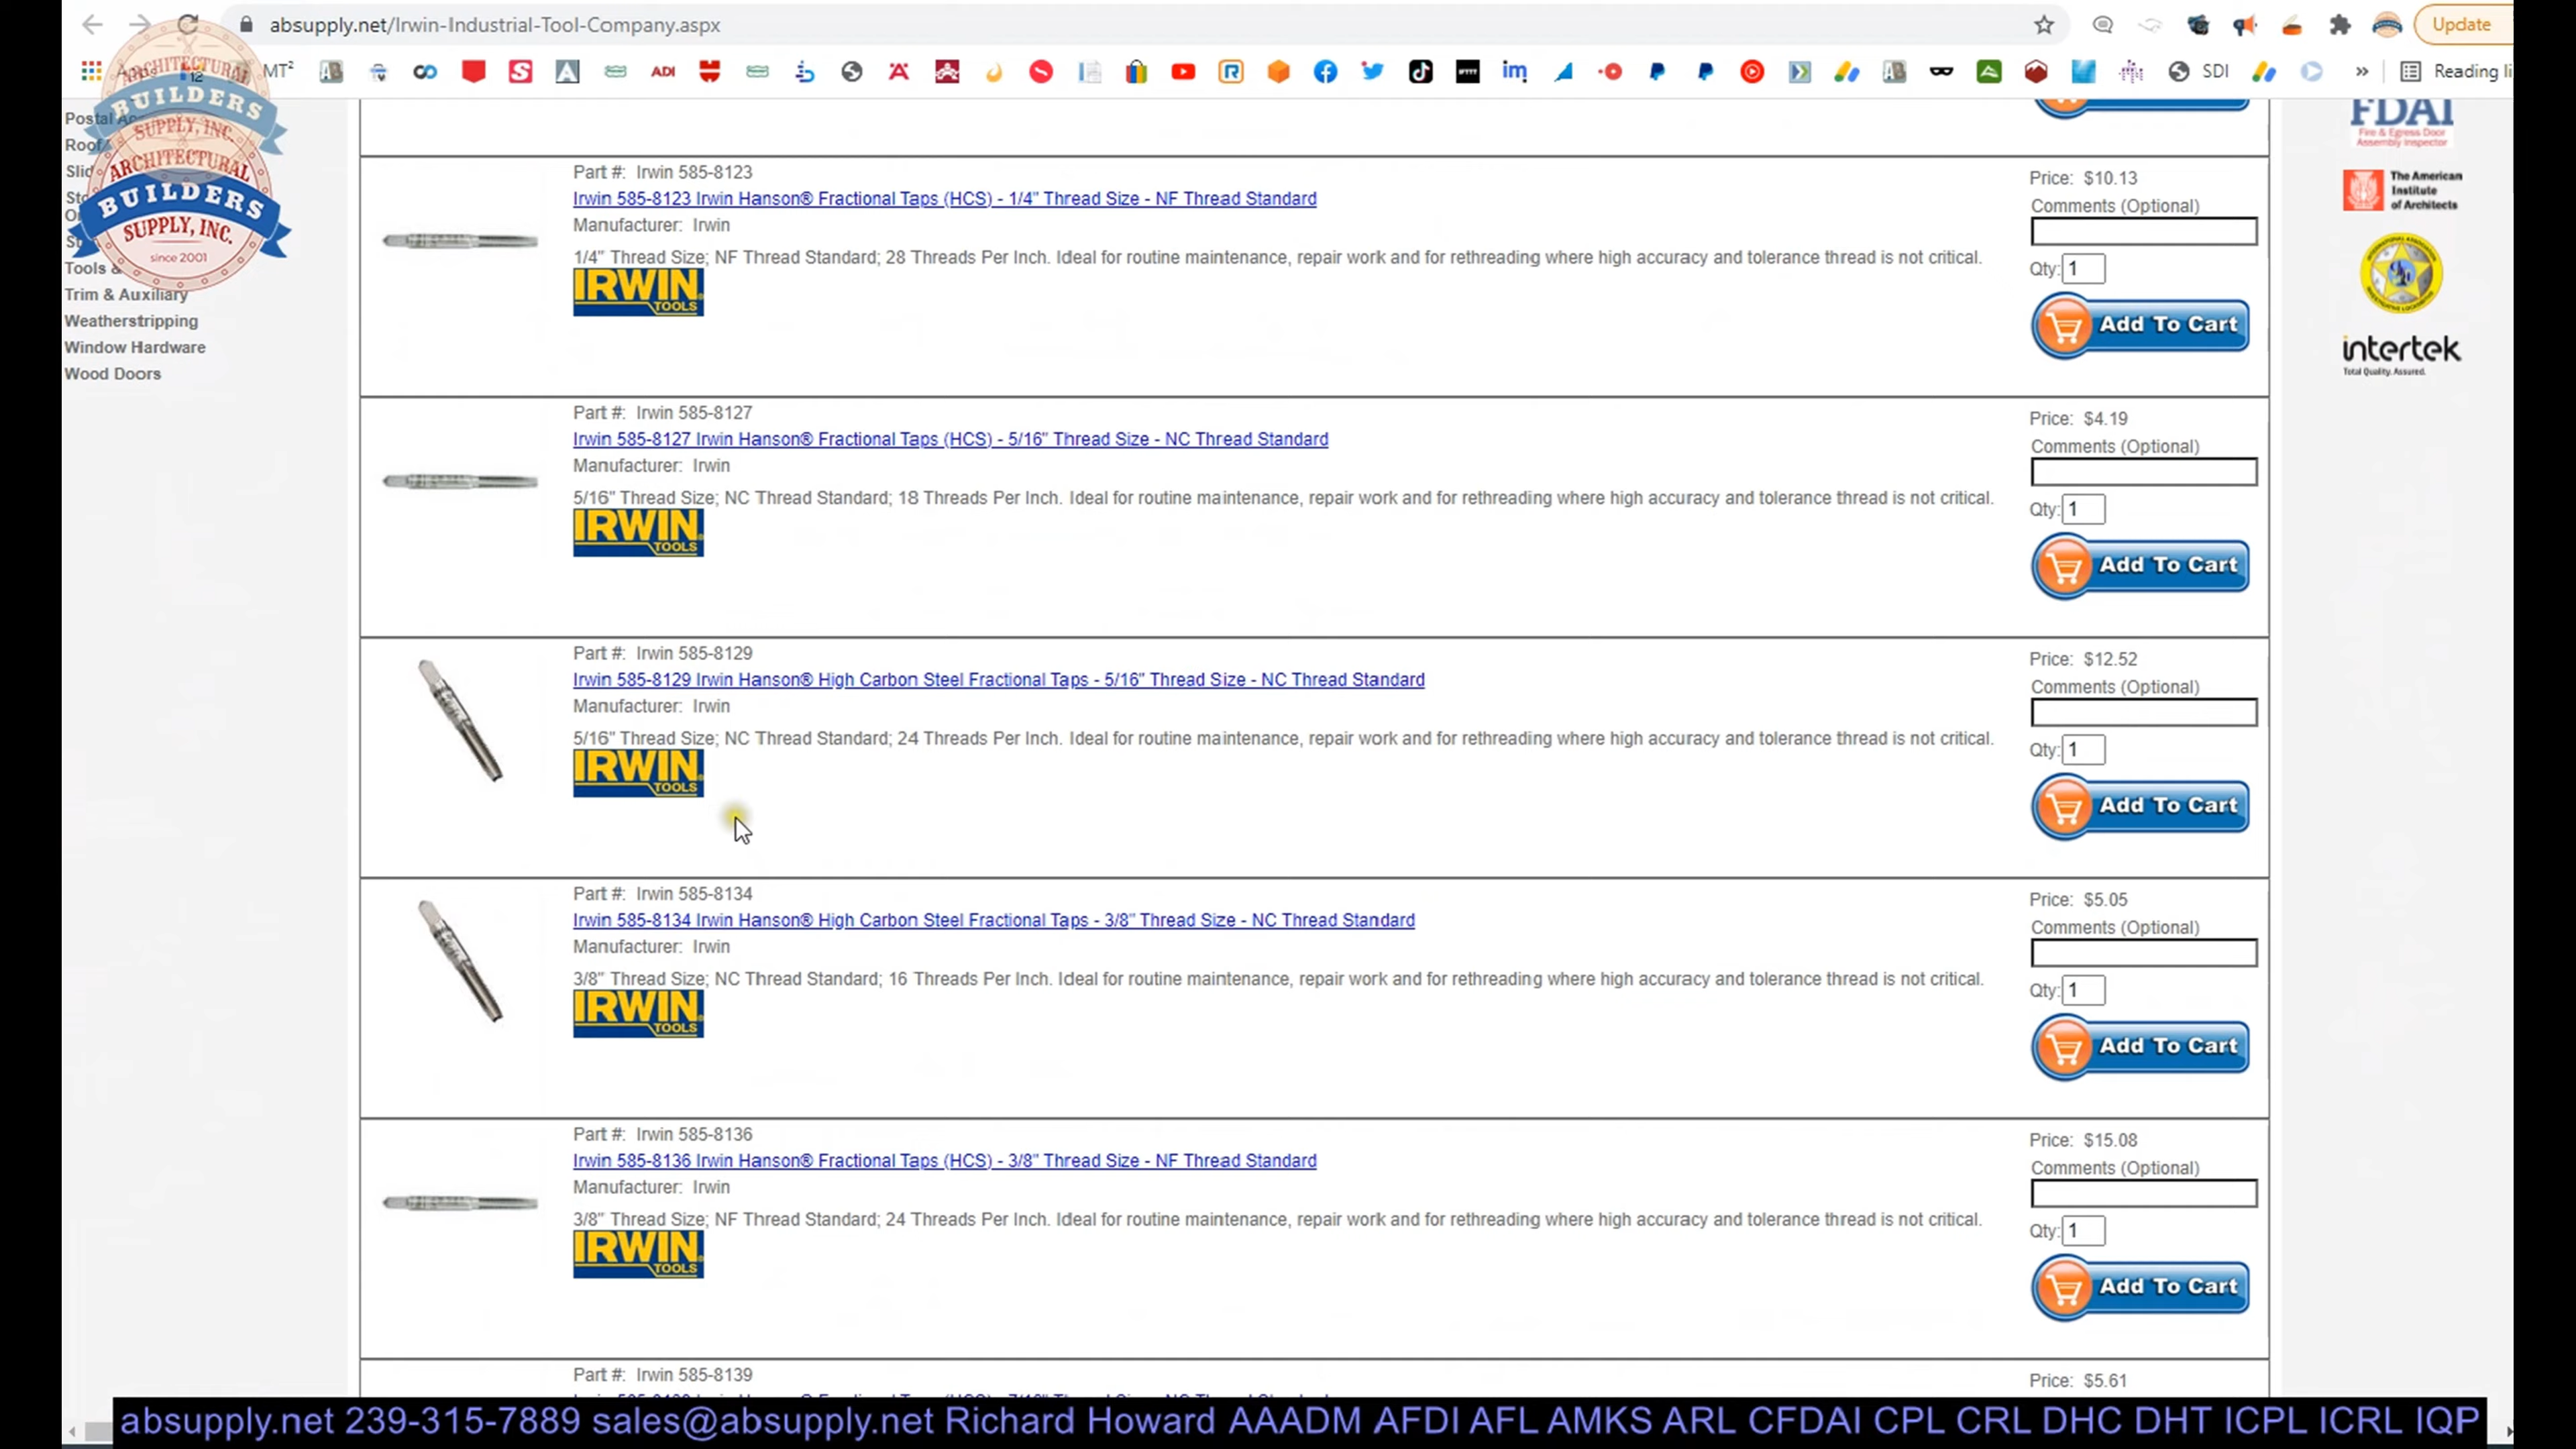 absupply.net/Irwin-Industrial-Tool-Company.aspx
Update
12
MT²
ADI
SDI
Reading li
ARCHITECTURAL
BUILDERS
SUPPLY, INC.
ARCHITECTURAL
BUILDERS
SUPPLY, INC.
since 2001
Postal
Roof
Slid
Tools &
Trim & Auxiliary
Weatherstripping
Window Hardware
Wood Doors
Part #: Irwin 585-8123
Irwin 585-8123 Irwin Hanson® Fractional Taps (HCS) - 1/4" Thread Size - NF Thread Standard
Manufacturer: Irwin
1/4" Thread Size; NF Thread Standard; 28 Threads Per Inch. Ideal for routine maintenance, repair work and for rethreading where high accuracy and tolerance thread is not critical.
IRWIN
TOOLS
Price: $10.13
Comments (Optional)
Qty: 1
Add To Cart
Part #: Irwin 585-8127
Irwin 585-8127 Irwin Hanson® Fractional Taps (HCS) - 5/16" Thread Size - NC Thread Standard
Manufacturer: Irwin
5/16" Thread Size; NC Thread Standard; 18 Threads Per Inch. Ideal for routine maintenance, repair work and for rethreading where high accuracy and tolerance thread is not critical.
IRWIN
TOOLS
Price: $4.19
Comments (Optional)
Qty: 1
Add To Cart
Part #: Irwin 585-8129
Irwin 585-8129 Irwin Hanson® High Carbon Steel Fractional Taps - 5/16" Thread Size - NC Thread Standard
Manufacturer: Irwin
5/16" Thread Size; NC Thread Standard; 24 Threads Per Inch. Ideal for routine maintenance, repair work and for rethreading where high accuracy and tolerance thread is not critical.
IRWIN
TOOLS
Price: $12.52
Comments (Optional)
Qty: 1
Add To Cart
Part #: Irwin 585-8134
Irwin 585-8134 Irwin Hanson® High Carbon Steel Fractional Taps - 3/8" Thread Size - NC Thread Standard
Manufacturer: Irwin
3/8" Thread Size; NC Thread Standard; 16 Threads Per Inch. Ideal for routine maintenance, repair work and for rethreading where high accuracy and tolerance thread is not critical.
IRWIN
TOOLS
Price: $5.05
Comments (Optional)
Qty: 1
Add To Cart
Part #: Irwin 585-8136
Irwin 585-8136 Irwin Hanson® Fractional Taps (HCS) - 3/8" Thread Size - NF Thread Standard
Manufacturer: Irwin
3/8" Thread Size; NF Thread Standard; 24 Threads Per Inch. Ideal for routine maintenance, repair work and for rethreading where high accuracy and tolerance thread is not critical.
IRWIN
TOOLS
Price: $15.08
Comments (Optional)
Qty: 1
Add To Cart
Part #: Irwin 585-8139
Price: $5.61
FDAI
Fire & Egress Door
Assembly Inspector
The American
Institute
of Architects
intertek
Total Quality. Assured.
absupply.net 239-315-7889 sales@absupply.net Richard Howard AAADM AFDI AFL AMKS ARL CFDAI CPL CRL DHC DHT ICPL ICRL IQP